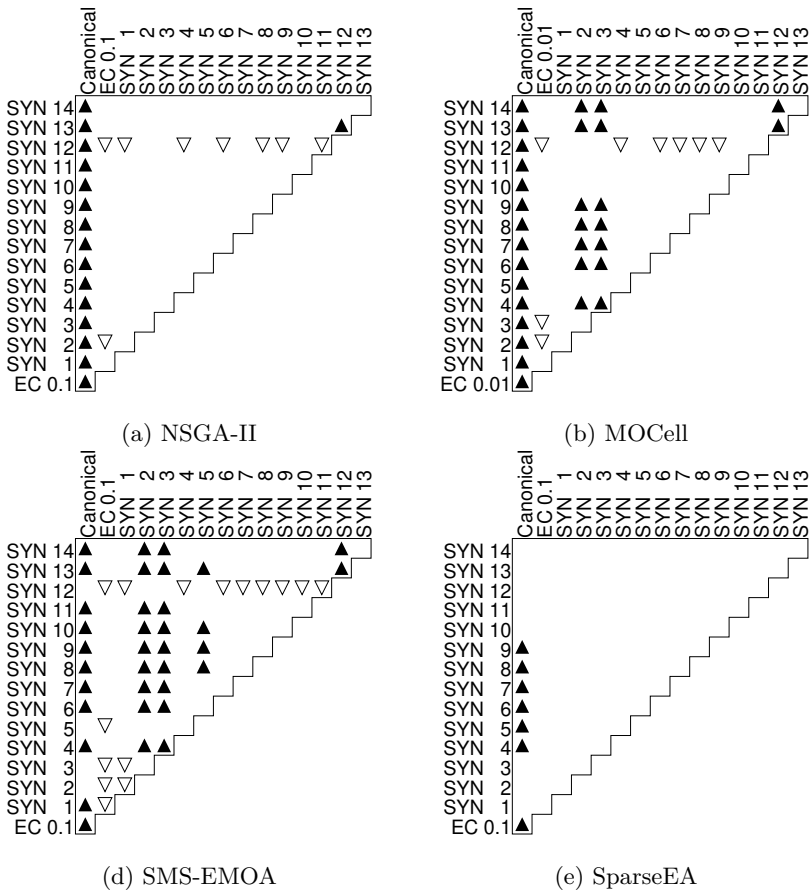 Canonical
EC 0.1
SYN 1
SYN 2
SYN 3
SYN 4
SYN 5
SYN 6
SYN 7
SYN 8
SYN 9
SYN 10
SYN 11
SYN 12
SYN 13
SYN 14
SYN 13
SYN 12
SYN 11
SYN 10
SYN 9
SYN 8
SYN 7
SYN 6
SYN 5
SYN 4
SYN 3
SYN 2
SYN 1
EC 0.1
(a) NSGA-II
Canonical
EC 0.01
SYN 1
SYN 2
SYN 3
SYN 4
SYN 5
SYN 6
SYN 7
SYN 8
SYN 9
SYN 10
SYN 11
SYN 12
SYN 13
SYN 14
SYN 13
SYN 12
SYN 11
SYN 10
SYN 9
SYN 8
SYN 7
SYN 6
SYN 5
SYN 4
SYN 3
SYN 2
SYN 1
EC 0.01
(b) MOCell
Canonical
EC 0.1
SYN 1
SYN 2
SYN 3
SYN 4
SYN 5
SYN 6
SYN 7
SYN 8
SYN 9
SYN 10
SYN 11
SYN 12
SYN 13
SYN 14
SYN 13
SYN 12
SYN 11
SYN 10
SYN 9
SYN 8
SYN 7
SYN 6
SYN 5
SYN 4
SYN 3
SYN 2
SYN 1
EC 0.1
(d) SMS-EMOA
Canonical
EC 0.1
SYN 1
SYN 2
SYN 3
SYN 4
SYN 5
SYN 6
SYN 7
SYN 8
SYN 9
SYN 10
SYN 11
SYN 12
SYN 13
SYN 14
SYN 13
SYN 12
SYN 11
SYN 10
SYN 9
SYN 8
SYN 7
SYN 6
SYN 5
SYN 4
SYN 3
SYN 2
SYN 1
EC 0.1
(e) SparseEA